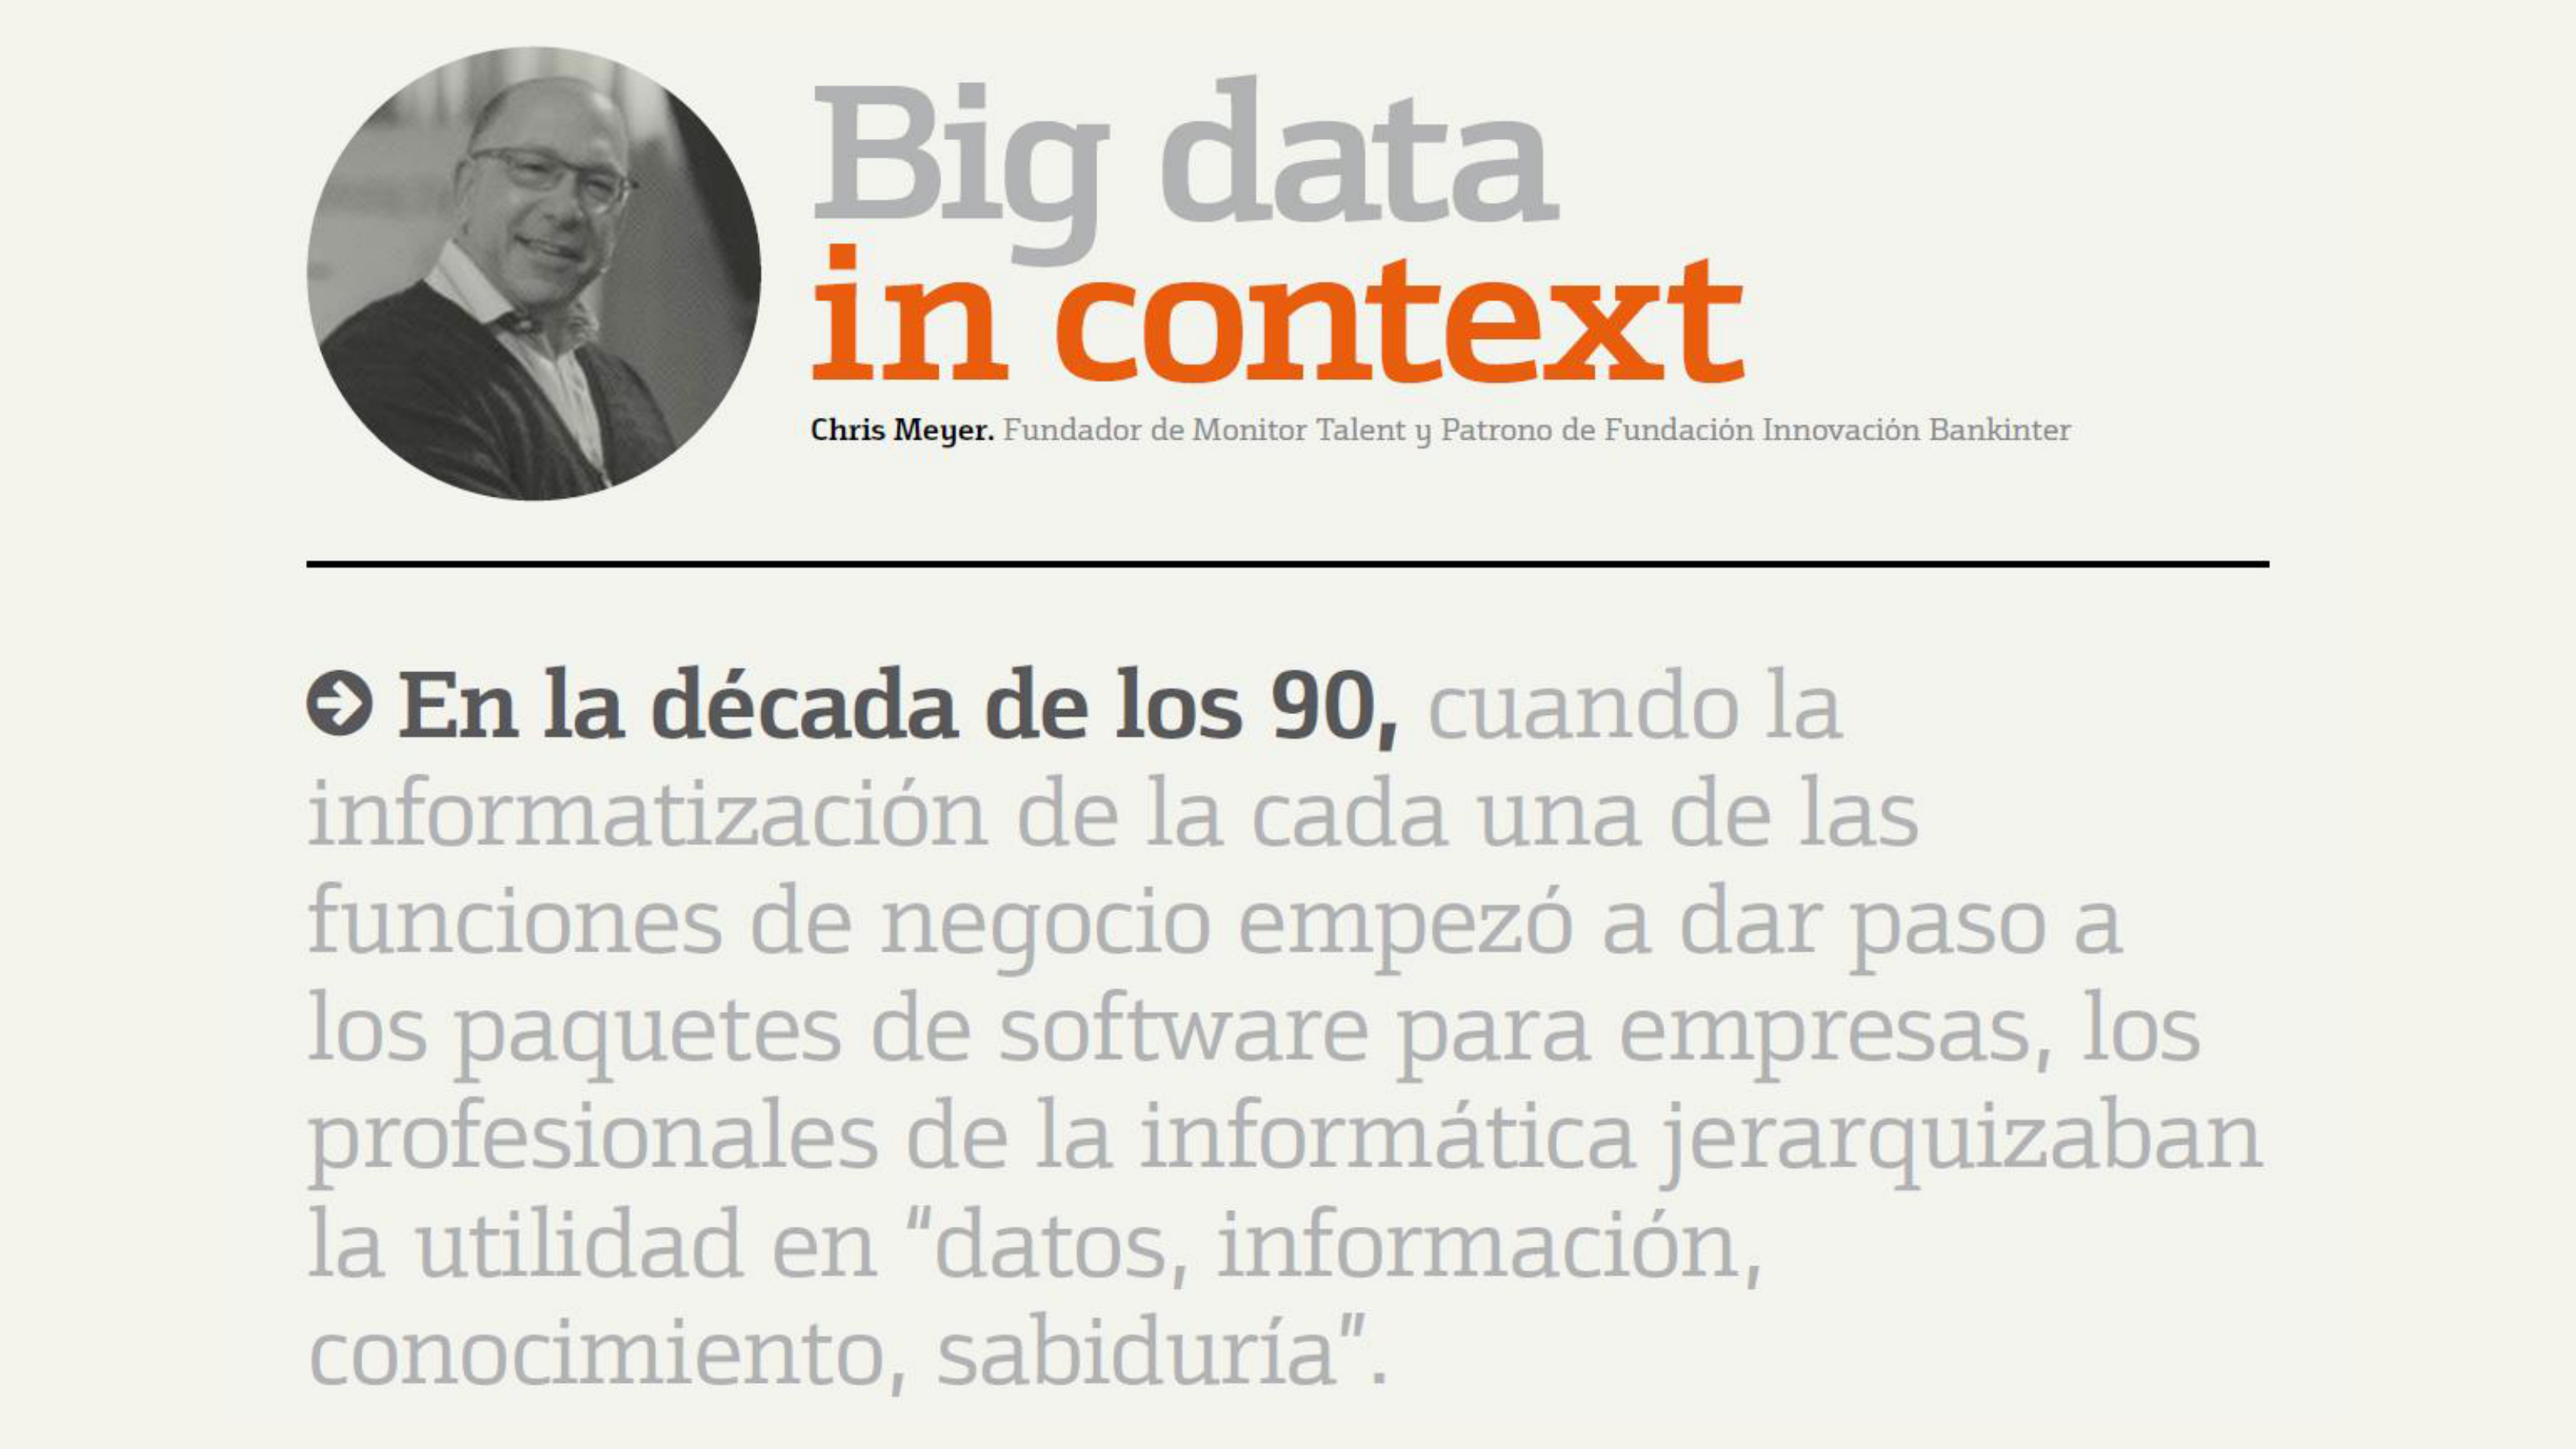 Big data
in context
Chris Meyer. Fundador de Monitor Talent y Patrono de Fundación Innovación Bankinter
En la década de los 90, cuando la
informatización de la cada una de las
funciones de negocio empezó a dar paso a
los paquetes de software para empresas, los
profesionales de la informática jerarquizaban
la utilidad en "datos, información,
conocimiento, sabiduría".